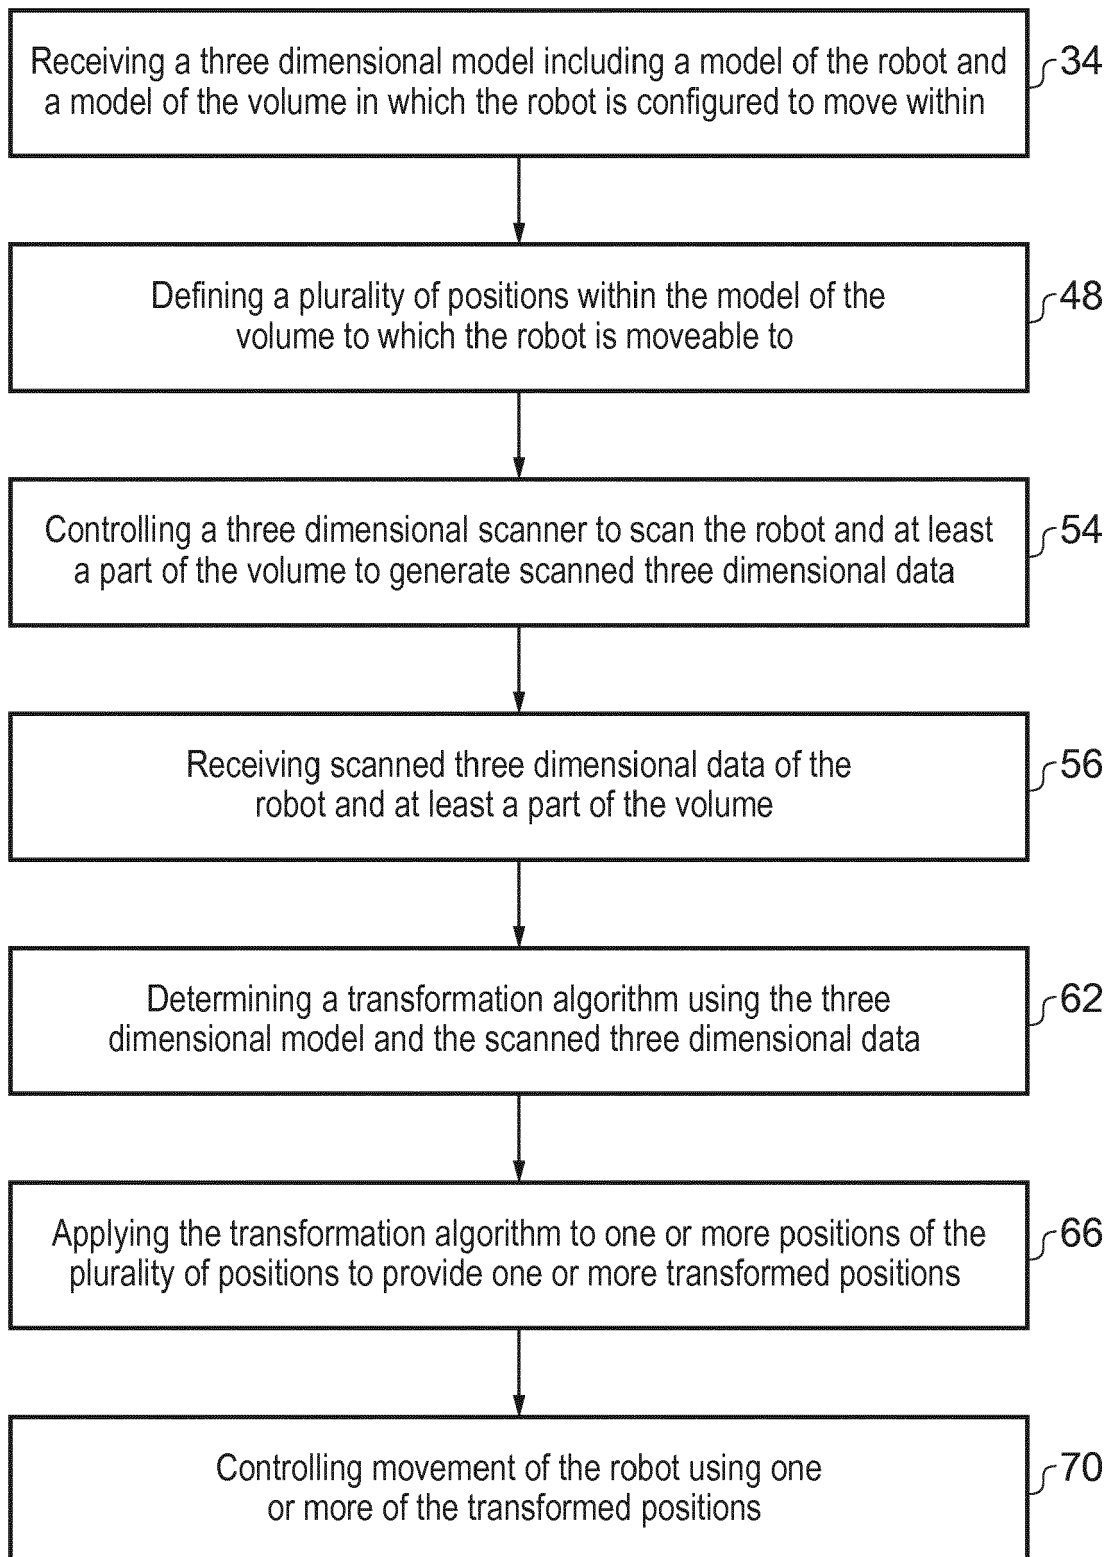 Receiving a three dimensional model including a model of the robot and
a model of the volume in which the robot is configured to move within
34
Defining a plurality of positions within the model of the
volume to which the robot is moveable to
48
Controlling a three dimensional scanner to scan the robot and at least
a part of the volume to generate scanned three dimensional data
54
Receiving scanned three dimensional data of the
robot and at least a part of the volume
56
Determining a transformation algorithm using the three
dimensional model and the scanned three dimensional data
62
Applying the transformation algorithm to one or more positions of the
plurality of positions to provide one or more transformed positions
66
Controlling movement of the robot using one
or more of the transformed positions
70